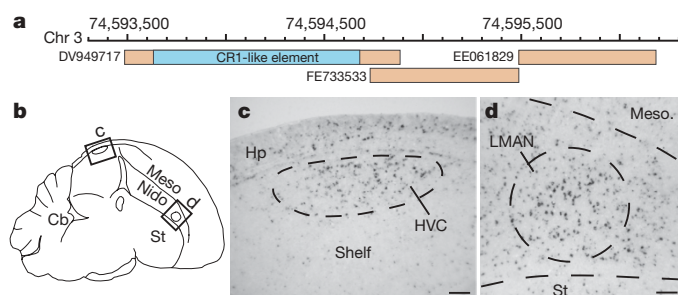 a
74,593,500 74,594,500 74,595,500
Chr 3
DV949717 CR1-like element EE061829
FE733533
b
c
Meso
Nido
d
Cb
St
c
Hp
HVC
Shelf
d
Meso.
LMAN
St